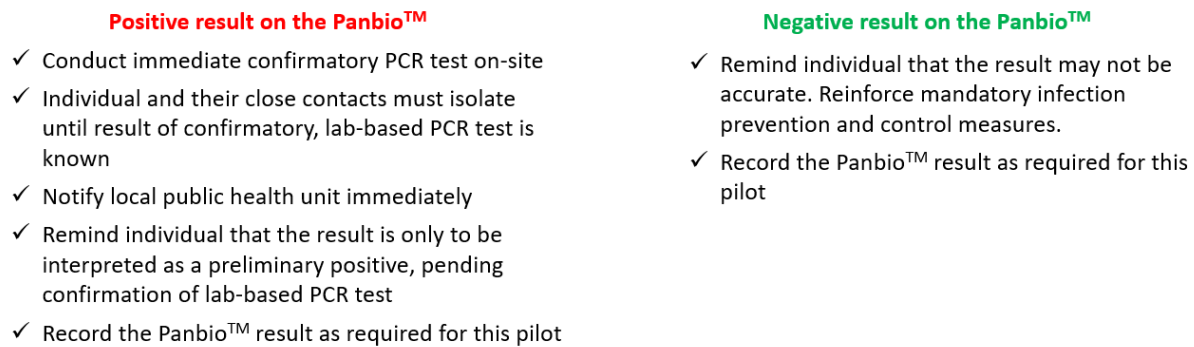 Positive result on the Panbio™
✓ Conduct immediate confirmatory PCR test on-site
✓ Individual and their close contacts must isolate
until result of confirmatory, lab-based PCR test is
known
✓ Notify local public health unit immediately
✓ Remind individual that the result is only to be
interpreted as a preliminary positive, pending
confirmation of lab-based PCR test
✓ Record the Panbio™ result as required for this pilot
Negative result on the Panbio™
✓ Remind individual that the result may not be
accurate. Reinforce mandatory infection
prevention and control measures.
✓ Record the Panbio™ result as required for this
pilot